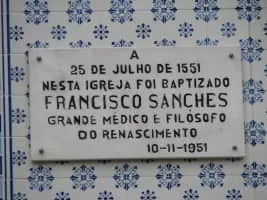 A
25 DE JULHO DE 1551
NESTA IGREJA FOI BAPTIZADO
FRANCISCO SANCHES
GRANDE MÉDICO E FILÓSOFO
DO RENASCIMENTO
10-11-1951